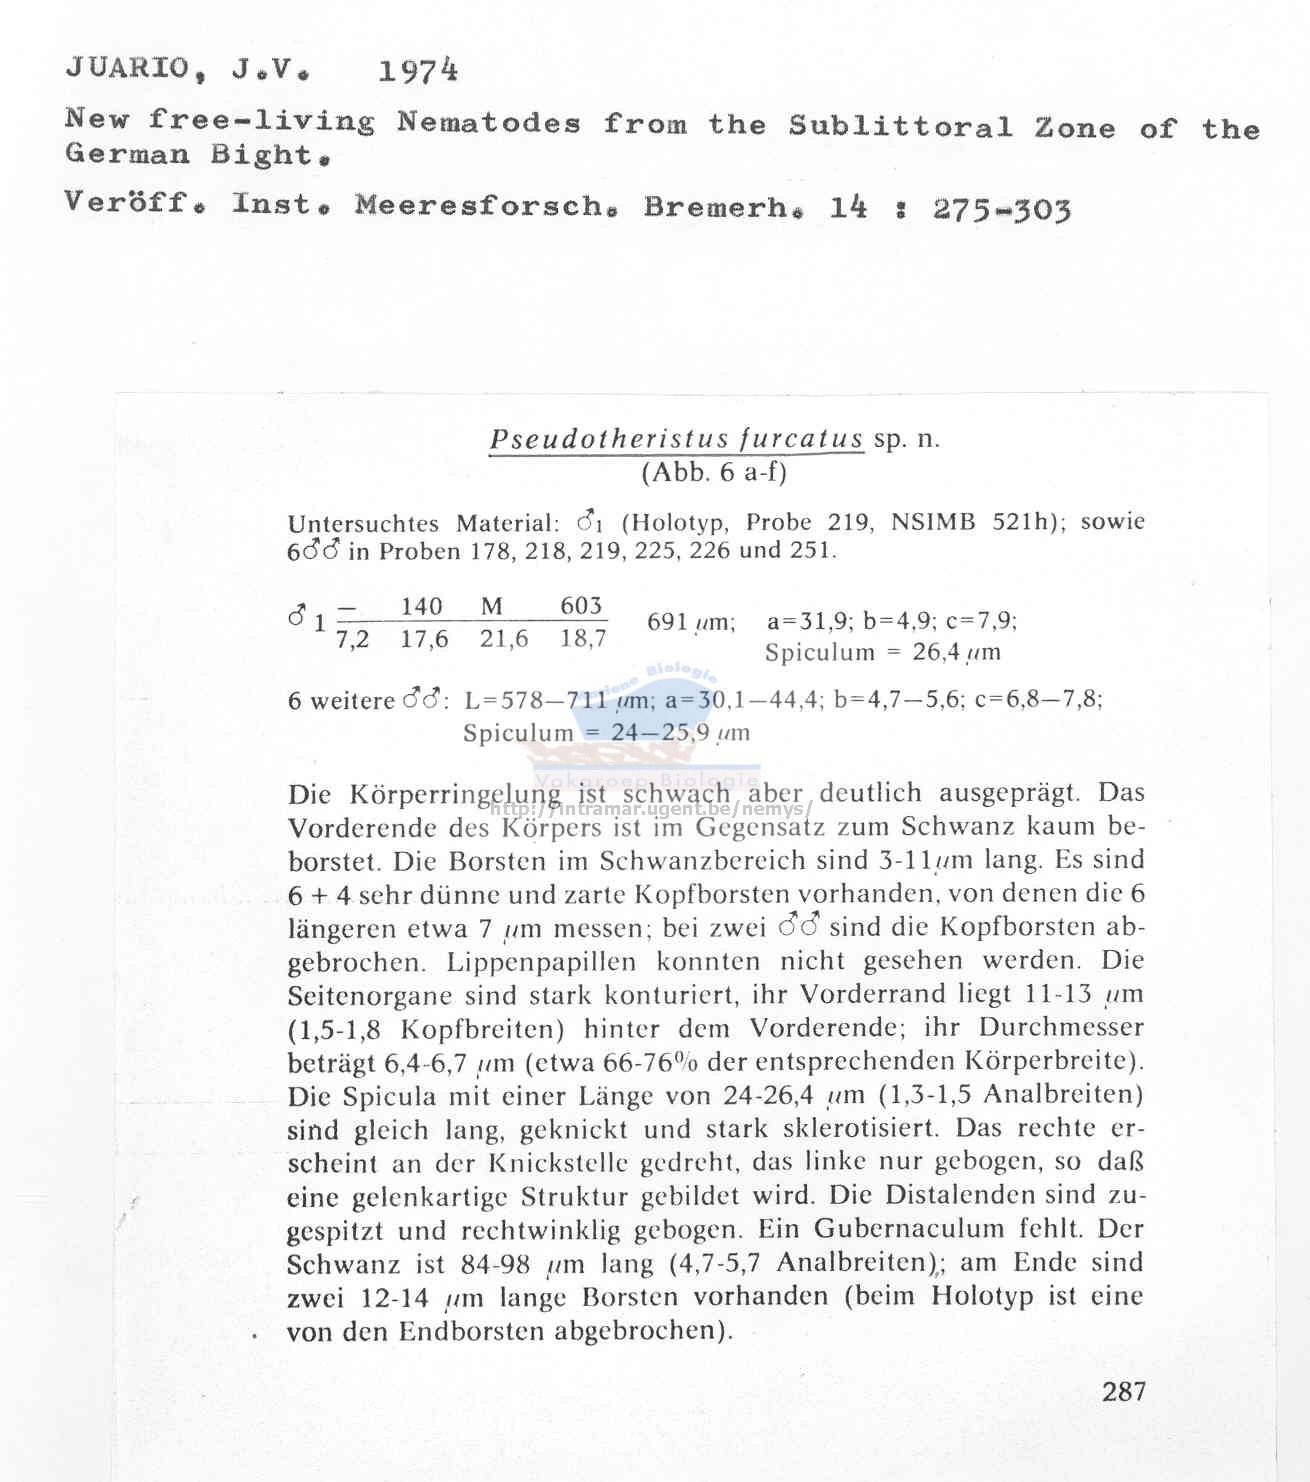 JUARIO, J.V. 1974
New free-living Nematodes from the Sublittoral Zone of the
German Bight.
Veröff. Inst. Meeresforsch. Bremerh. 14 : 275-303
Pseudotheristus furcatus sp. n.
(Abb. 6 a-f)
Untersuchtes Material: ♂1 (Holotyp, Probe 219, NSIMB 521h); sowie
6♂♂ in Proben 178, 218, 219, 225, 226 und 251.
♂1 — 140 M 603
7,2 17,6 21,6 18,7
691 µm; a=31,9; b=4,9; c=7,9;
Spiculum = 26,4 µm
6 weitere ♂♂: L=578—711 µm; a=30,1—44,4; b=4,7—5,6; c=6,8—7,8;
Spiculum = 24—25,9 µm
Mariene Biologie
Vakgroep Biologie
http://intramar.ugent.be/nemys/
Die Körperringelung ist schwach aber deutlich ausgeprägt. Das
Vorderende des Körpers ist im Gegensatz zum Schwanz kaum be-
borstet. Die Borsten im Schwanzbereich sind 3-11µm lang. Es sind
6 + 4 sehr dünne und zarte Kopfborsten vorhanden, von denen die 6
längeren etwa 7 µm messen; bei zwei ♂♂ sind die Kopfborsten ab-
gebrochen. Lippenpapillen konnten nicht gesehen werden. Die
Seitenorgane sind stark konturiert, ihr Vorderrand liegt 11-13 µm
(1,5-1,8 Kopfbreiten) hinter dem Vorderende; ihr Durchmesser
beträgt 6,4-6,7 µm (etwa 66-76% der entsprechenden Körperbreite).
Die Spicula mit einer Länge von 24-26,4 µm (1,3-1,5 Analbreiten)
sind gleich lang, geknickt und stark sklerotisiert. Das rechte er-
scheint an der Knickstelle gedreht, das linke nur gebogen, so daß
eine gelenkartige Struktur gebildet wird. Die Distalenden sind zu-
gespitzt und rechtwinklig gebogen. Ein Gubernaculum fehlt. Der
Schwanz ist 84-98 µm lang (4,7-5,7 Analbreiten); am Ende sind
zwei 12-14 µm lange Borsten vorhanden (beim Holotyp ist eine
von den Endborsten abgebrochen).
287